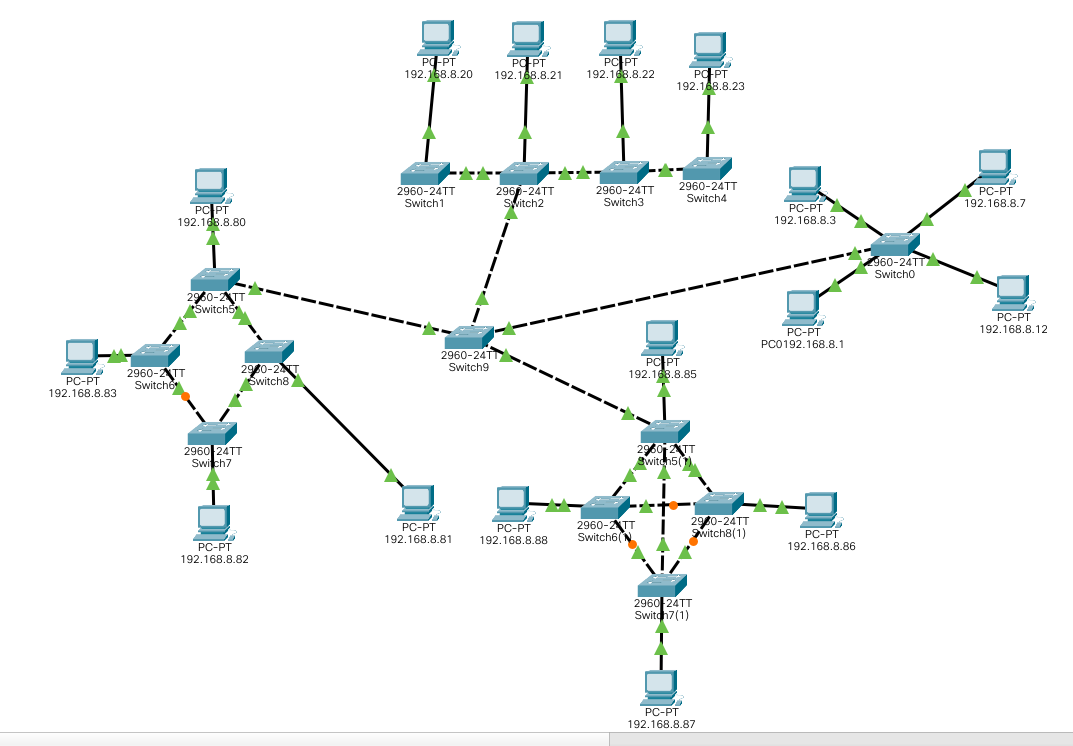 PC-PT
192.168.8.20
PC-PT
192.168.8.21
PC-PT
192.168.8.22
PC-PT
192.168.8.23
2960-24TT
Switch1
2960-24TT
Switch2
2960-24TT
Switch3
2960-24TT
Switch4
PC-PT
192.168.8.3
PC-PT
192.168.8.7
2960-24TT
Switch0
PC-PT
PC0192.168.8.1
PC-PT
192.168.8.12
PC-PT
192.168.8.80
2960-24TT
Switch5
2960-24TT
Switch9
PC-PT
192.168.8.83
2960-24TT
Switch6
2960-24TT
Switch8
2960-24TT
Switch7
PC-PT
192.168.8.82
PC-PT
192.168.8.81
PC-PT
192.168.8.85
2960-24TT
Switch5(1)
PC-PT
192.168.8.88
2960-24TT
Switch6(1)
2960-24TT
Switch8(1)
PC-PT
192.168.8.86
2960-24TT
Switch7(1)
PC-PT
192.168.8.87